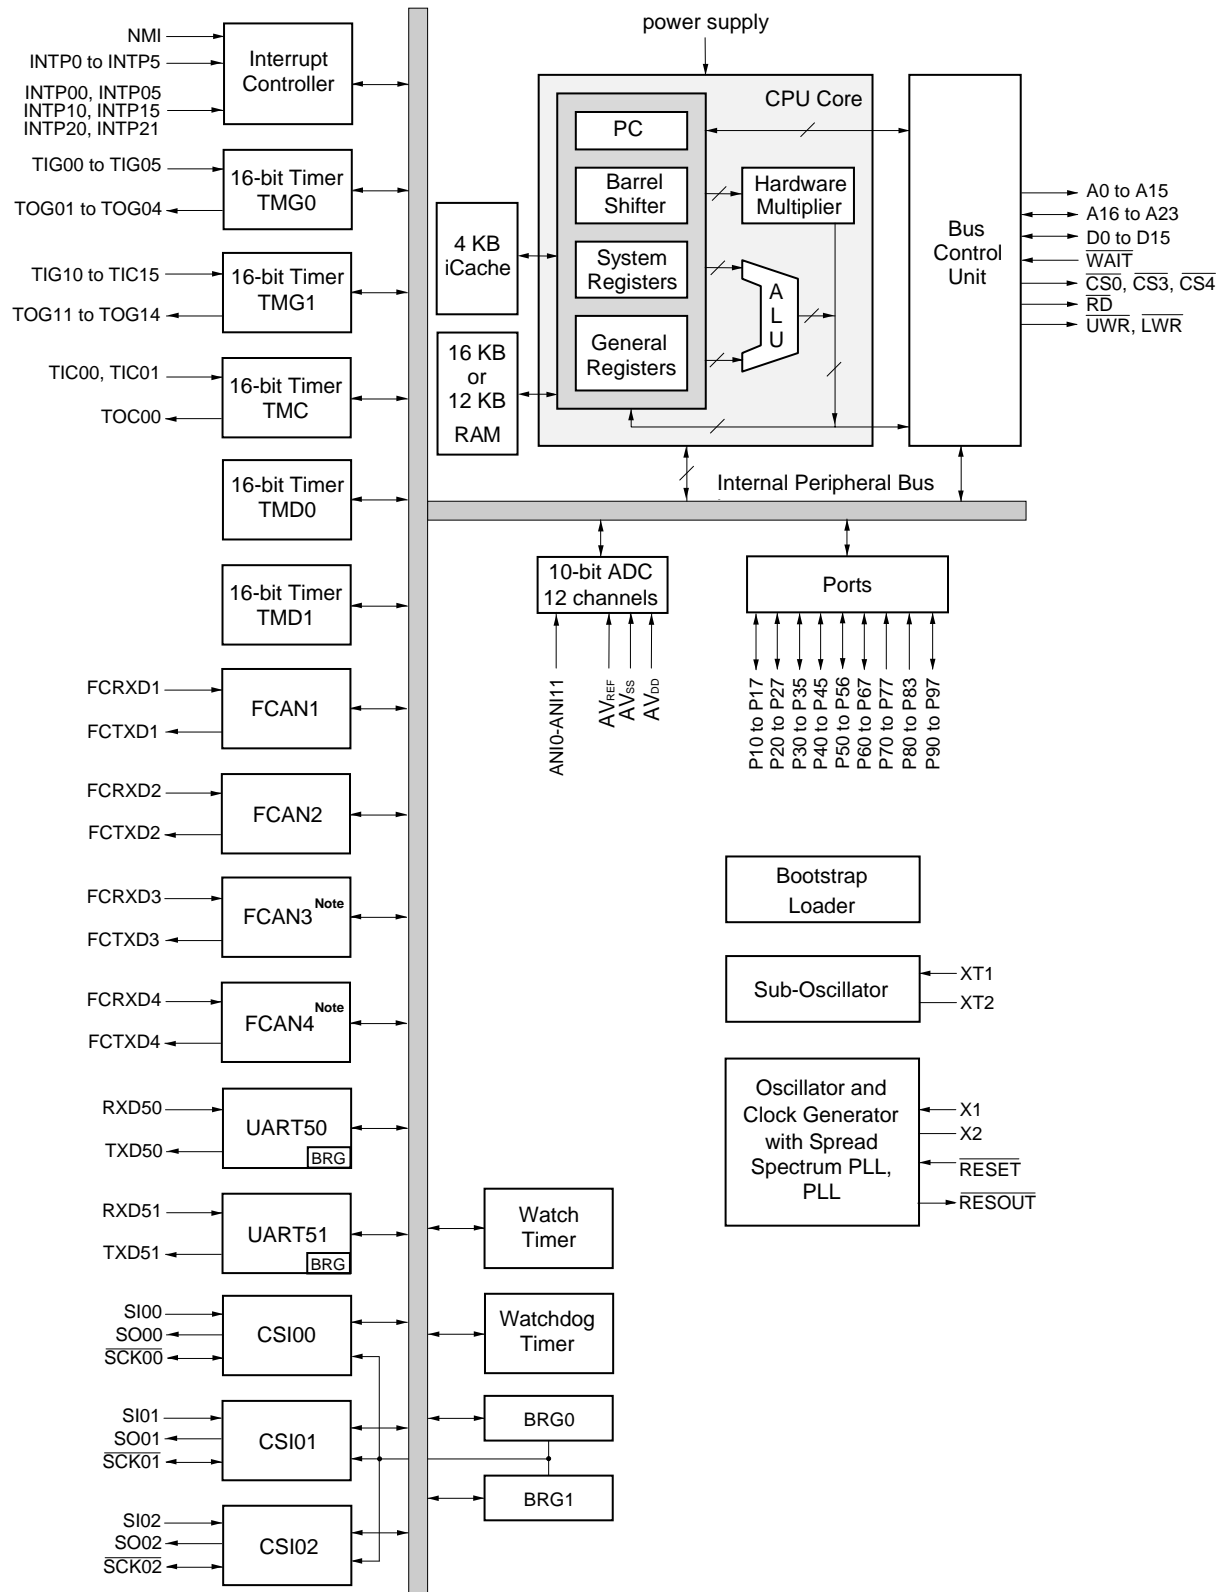 NMI
INTP0 to INTP5
INTP00, INTP05
INTP10, INTP15
INTP20, INTP21
Interrupt
Controller
TIG00 to TIG05
TOG01 to TOG04
16-bit Timer
TMG0
TIG10 to TIC15
TOG11 to TOG14
16-bit Timer
TMG1
TIC00, TIC01
TOC00
16-bit Timer
TMC
16-bit Timer
TMD0
16-bit Timer
TMD1
FCRXD1
FCTXD1
FCAN1
FCRXD2
FCTXD2
FCAN2
FCRXD3
FCTXD3
FCAN3 Note
FCRXD4
FCTXD4
FCAN4 Note
RXD50
TXD50
UART50
BRG
RXD51
TXD51
UART51
BRG
SI00
SO00
SCK00
CSI00
SI01
SO01
SCK01
CSI01
SI02
SO02
SCK02
CSI02
power supply
CPU Core
PC
Barrel
Shifter
System
Registers
General
Registers
Hardware
Multiplier
A
L
U
4 KB
iCache
16 KB
or
12 KB
RAM
Bus
Control
Unit
A0 to A15
A16 to A23
D0 to D15
WAIT
CS0, CS3, CS4
RD
UWR, LWR
Internal Peripheral Bus
10-bit ADC
12 channels
ANI0-ANI11
AVREF
AVSS
AVDD
Ports
P10 to P17
P20 to P27
P30 to P35
P40 to P45
P50 to P56
P60 to P67
P70 to P77
P80 to P83
P90 to P97
Bootstrap
Loader
Sub-Oscillator
XT1
XT2
Oscillator and
Clock Generator
with Spread
Spectrum PLL,
PLL
X1
X2
RESET
RESOUT
Watch
Timer
Watchdog
Timer
BRG0
BRG1